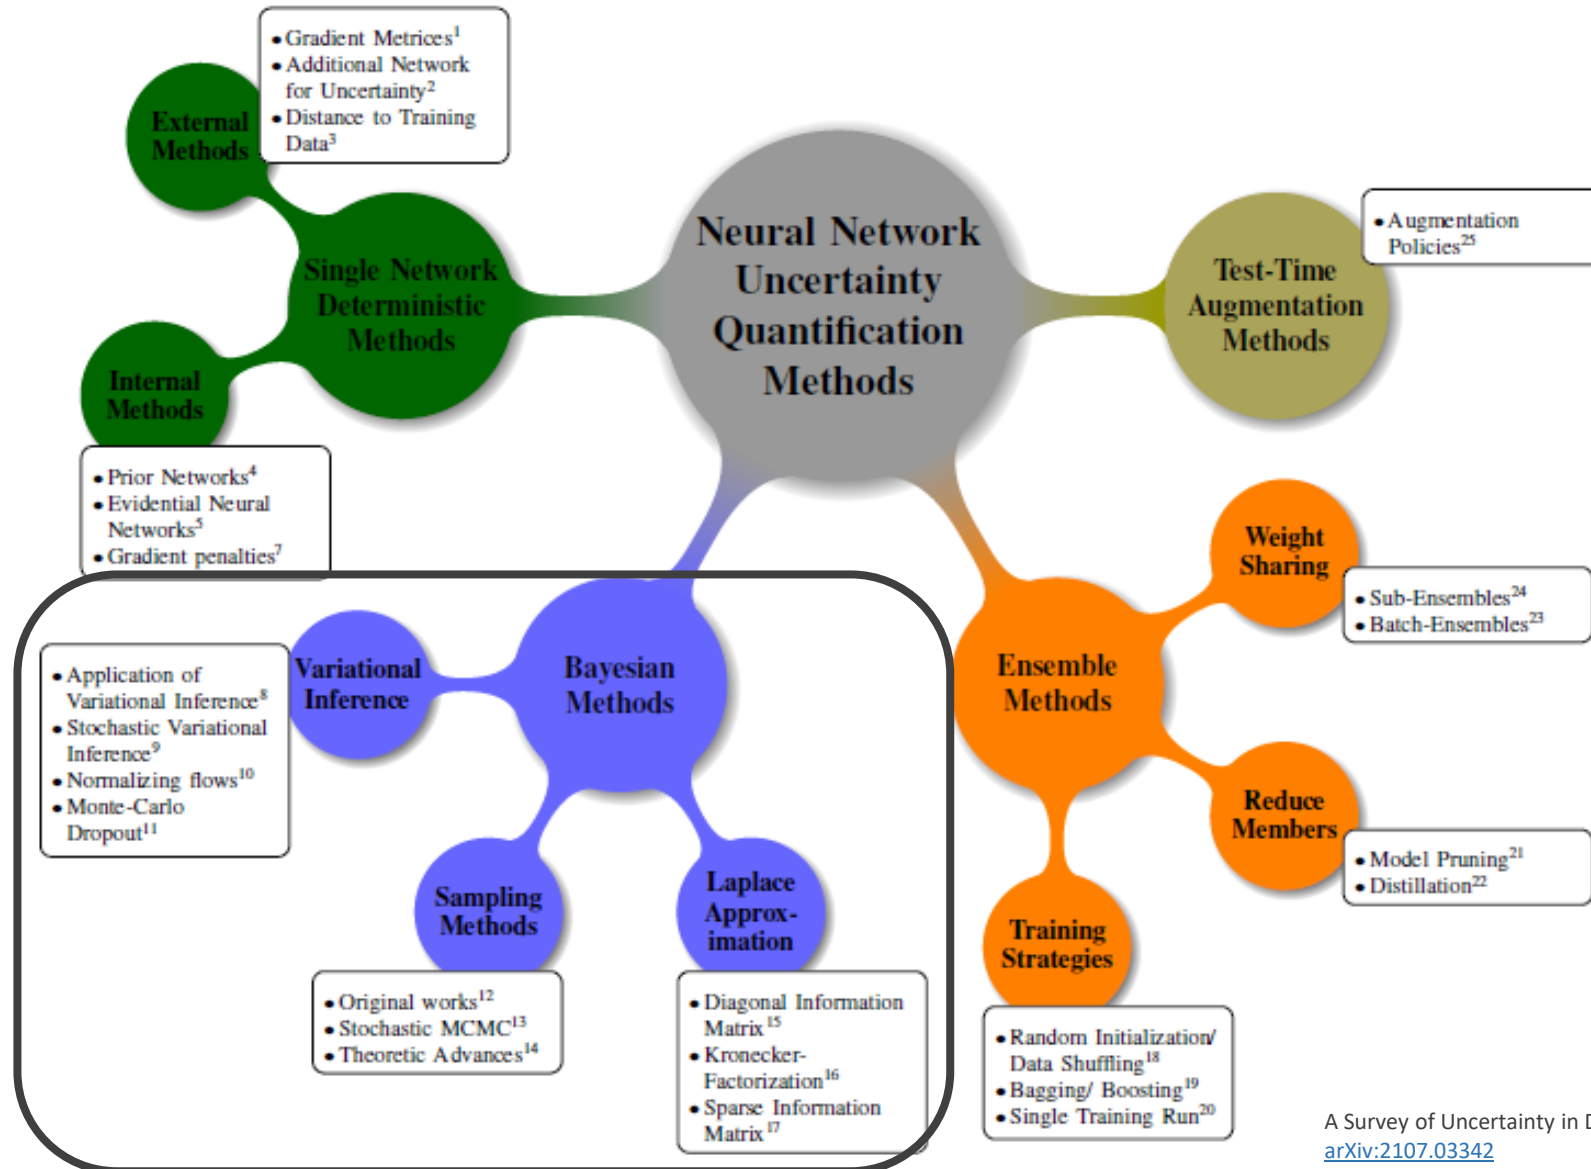 • Gradient Metrices¹
• Additional Network
for Uncertainty²
• Distance to Training
Data³
External
Methods
Single Network
Deterministic
Methods
Internal
Methods
• Prior Networks⁴
• Evidential Neural
Networks⁵
• Gradient penalties⁷
Neural Network
Uncertainty
Quantification
Methods
Test-Time
Augmentation
Methods
• Augmentation
Policies²⁵
Bayesian
Methods
Variational
Inference
• Application of
Variational Inference⁸
• Stochastic Variational
Inference⁹
• Normalizing flows¹⁰
• Monte-Carlo
Dropout¹¹
Sampling
Methods
• Original works¹²
• Stochastic MCMC¹³
• Theoretic Advances¹⁴
Laplace
Approx-
imation
• Diagonal Information
Matrix¹⁵
• Kronecker-
Factorization¹⁶
• Sparse Information
Matrix¹⁷
Ensemble
Methods
Weight
Sharing
• Sub-Ensembles²⁴
• Batch-Ensembles²³
Reduce
Members
• Model Pruning²¹
• Distillation²²
Training
Strategies
• Random Initialization/
Data Shuffling¹⁸
• Bagging/ Boosting¹⁹
• Single Training Run²⁰
A Survey of Uncertainty in D
arXiv:2107.03342